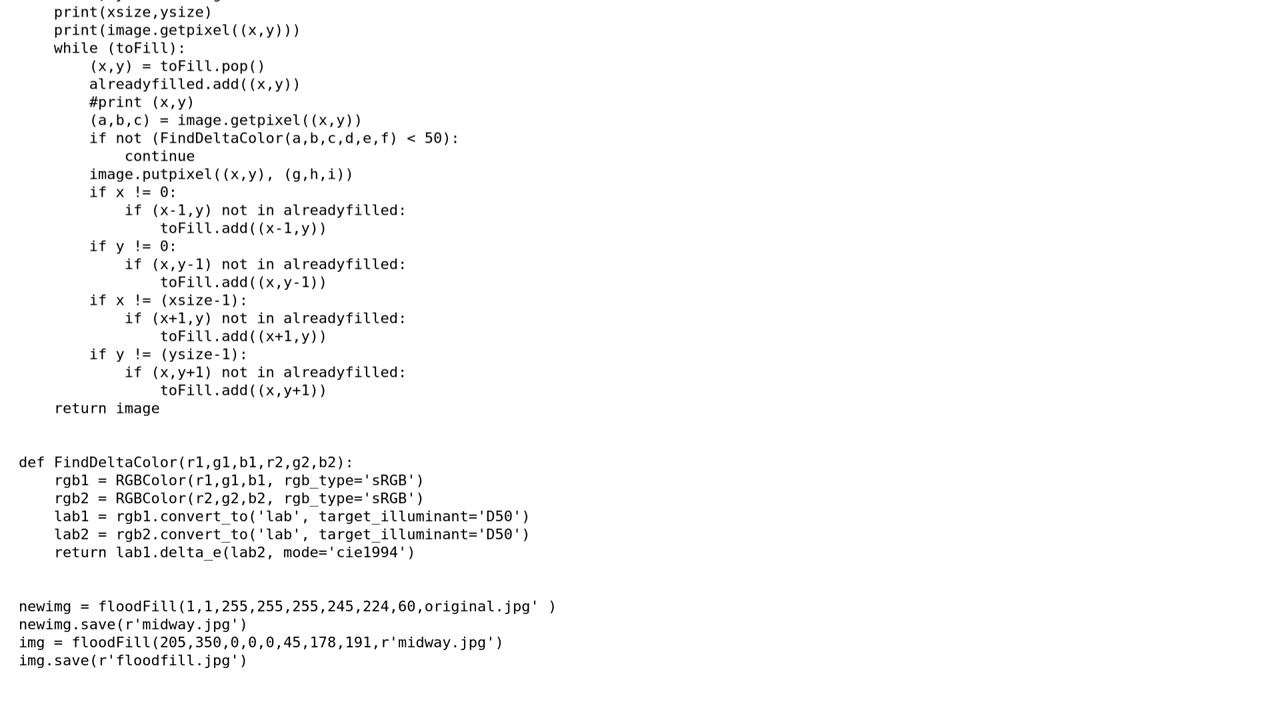 print(xsize,ysize)
print(image.getpixel((x,y)))
while (toFill):
(x,y) = toFill.pop()
alreadyfilled.add((x,y))
#print (x,y)
(a,b,c) = image.getpixel((x,y))
if not (FindDeltaColor(a,b,c,d,e,f) < 50):
continue
image.putpixel((x,y), (g,h,i))
if x != 0:
if (x-1,y) not in alreadyfilled:
toFill.add((x-1,y))
if y != 0:
if (x,y-1) not in alreadyfilled:
toFill.add((x,y-1))
if x != (xsize-1):
if (x+1,y) not in alreadyfilled:
toFill.add((x+1,y))
if y != (ysize-1):
if (x,y+1) not in alreadyfilled:
toFill.add((x,y+1))
return image
def FindDeltaColor(r1,g1,b1,r2,g2,b2):
rgb1 = RGBColor(r1,g1,b1, rgb_type='sRGB')
rgb2 = RGBColor(r2,g2,b2, rgb_type='sRGB')
lab1 = rgb1.convert_to('lab', target_illuminant='D50')
lab2 = rgb2.convert_to('lab', target_illuminant='D50')
return lab1.delta_e(lab2, mode='cie1994')
newimg = floodFill(1,1,255,255,255,245,224,60,original.jpg' )
newimg.save(r'midway.jpg')
img = floodFill(205,350,0,0,0,45,178,191,r'midway.jpg')
img.save(r'floodfill.jpg')